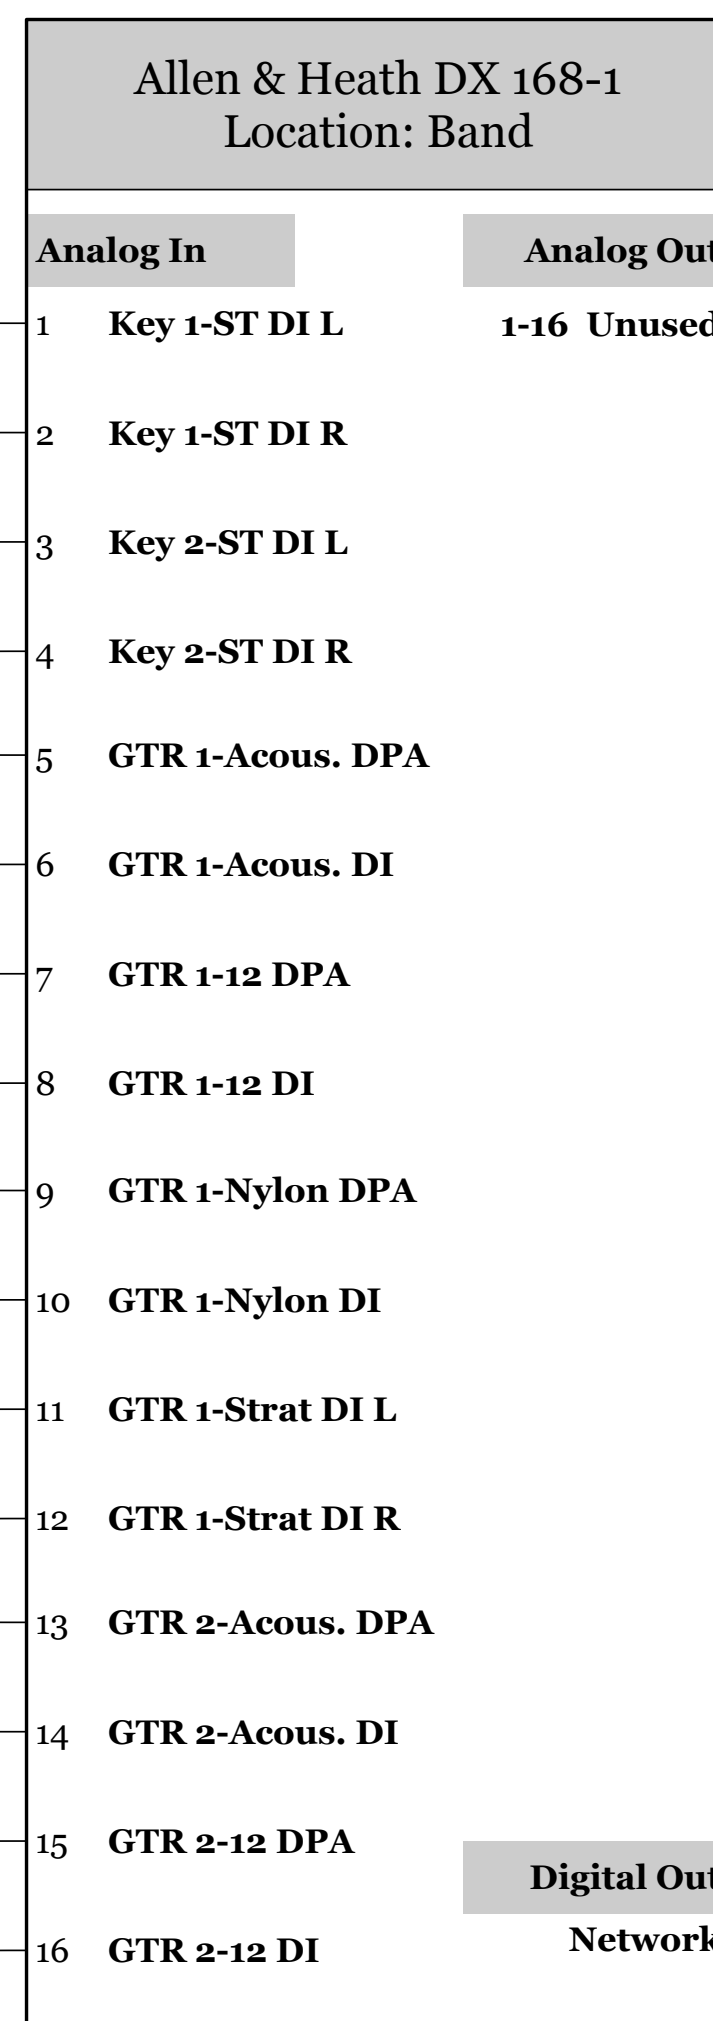 Allen & Heath DX 168-1
Location: Band
Analog In
Analog Out
1 Key 1-ST DI L
1-16 Unused
2 Key 1-ST DI R
3 Key 2-ST DI L
4 Key 2-ST DI R
5 GTR 1-Acous. DPA
6 GTR 1-Acous. DI
7 GTR 1-12 DPA
8 GTR 1-12 DI
9 GTR 1-Nylon DPA
10 GTR 1-Nylon DI
11 GTR 1-Strat DI L
12 GTR 1-Strat DI R
13 GTR 2-Acous. DPA
14 GTR 2-Acous. DI
15 GTR 2-12 DPA
Digital Out
16 GTR 2-12 DI
Network